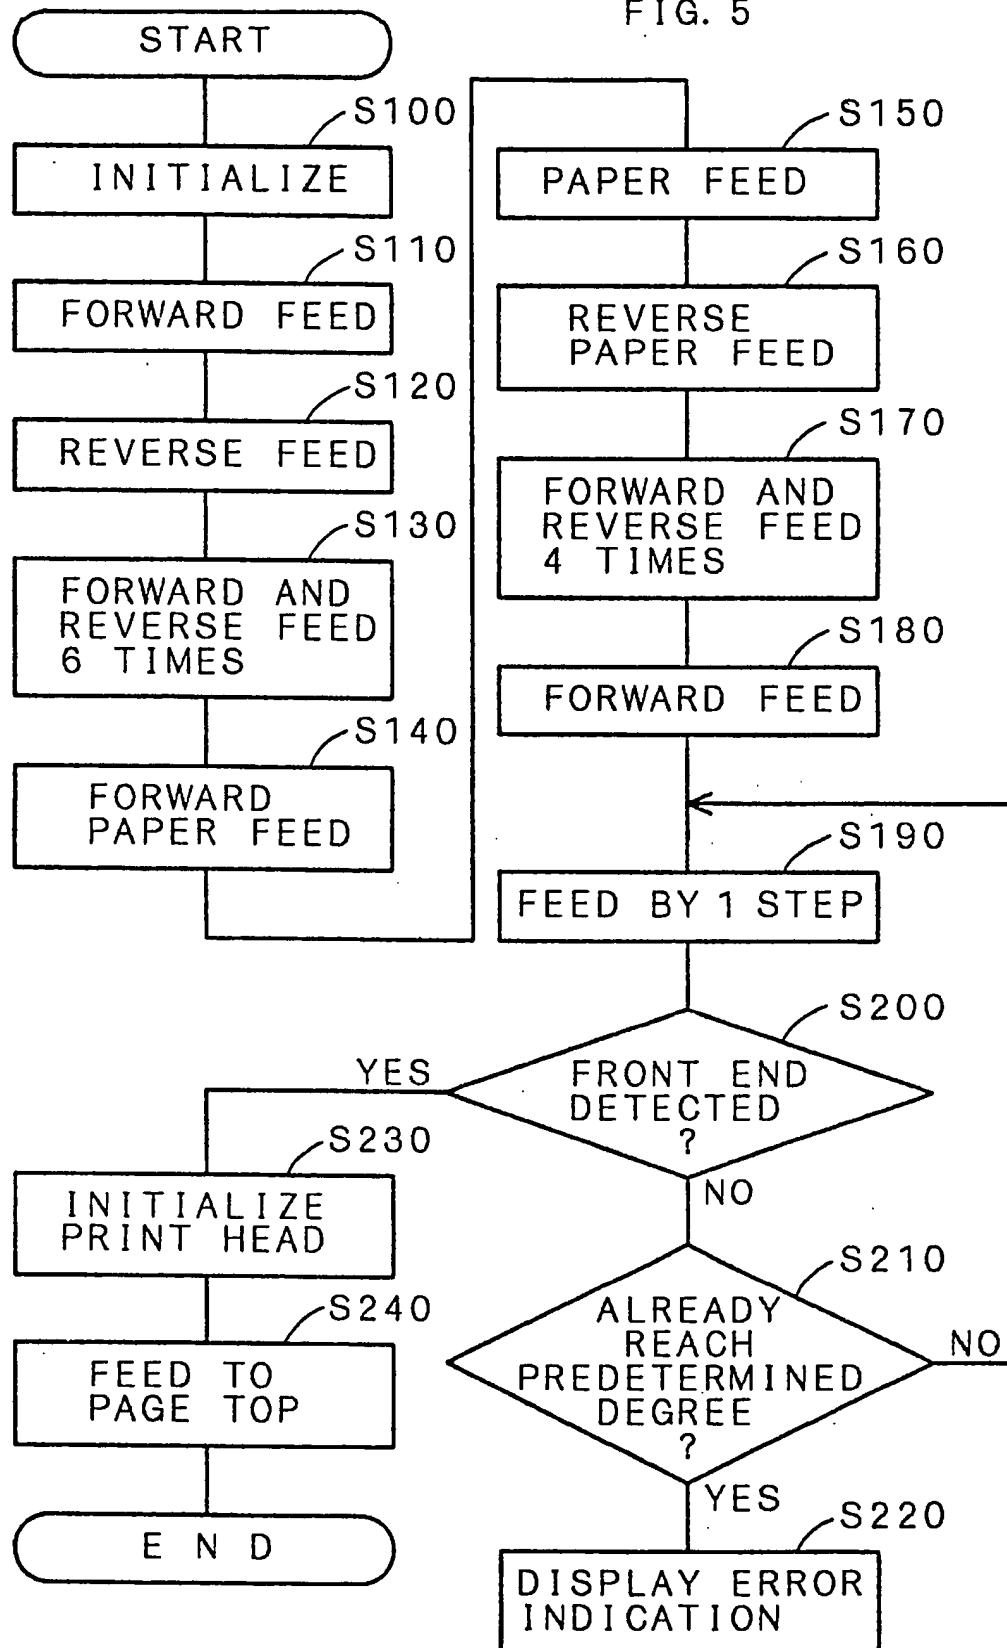 FIG. 5
START
S100
INITIALIZE
S110
FORWARD FEED
S120
REVERSE FEED
S130
FORWARD AND
REVERSE FEED
6 TIMES
S140
FORWARD
PAPER FEED
S150
PAPER FEED
S160
REVERSE
PAPER FEED
S170
FORWARD AND
REVERSE FEED
4 TIMES
S180
FORWARD FEED
S190
FEED BY 1 STEP
S200
FRONT END
DETECTED
?
YES
NO
S210
ALREADY
REACH
PREDETERMINED
DEGREE
?
NO
YES
S220
DISPLAY ERROR
INDICATION
S230
INITIALIZE
PRINT HEAD
S240
FEED TO
PAGE TOP
END